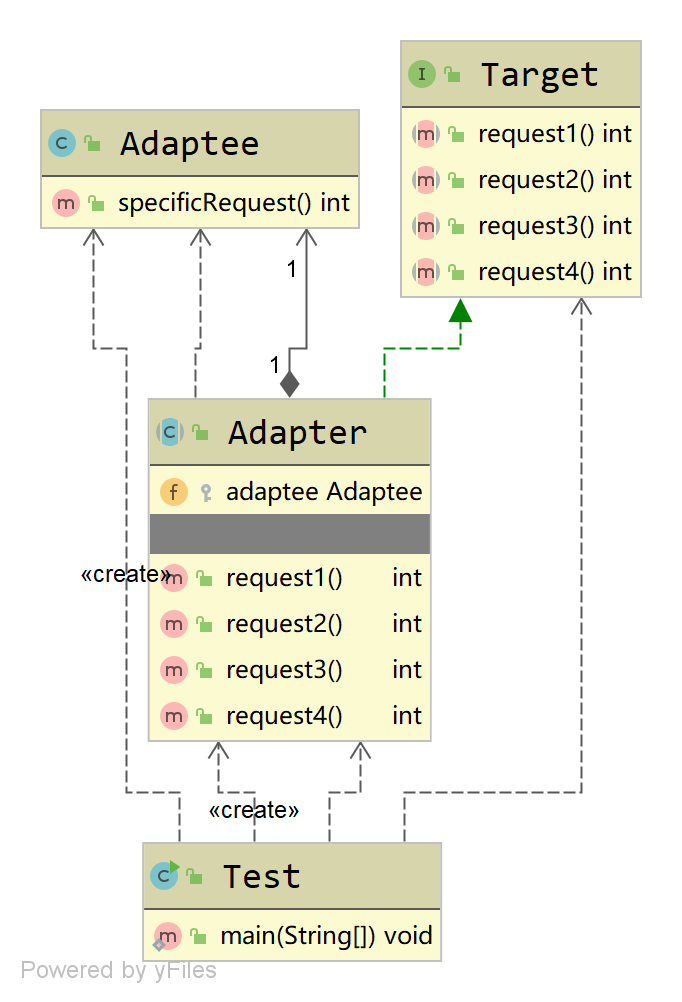 Target
request1() int
request2() int
request3() int
request4() int
Adaptee
specificRequest() int
1
1
Adapter
adaptee Adaptee
«create»
request1() int
request2() int
request3() int
request4() int
«create»
Test
main(String[]) void
Powered by yFiles